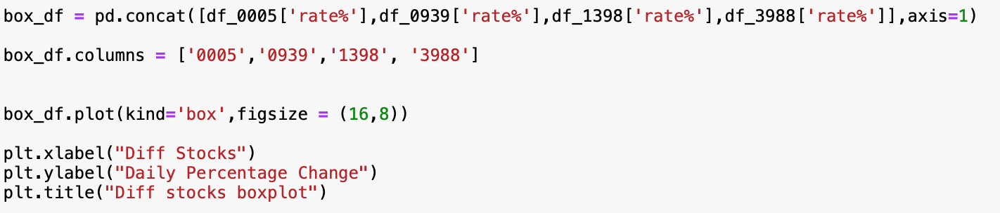 box_df = pd.concat([df_0005['rate%'],df_0939['rate%'],df_1398['rate%'],df_3988['rate%']],axis=1)
box_df.columns = ['0005','0939','1398', '3988']
box_df.plot(kind='box',figsize = (16,8))
plt.xlabel("Diff Stocks")
plt.ylabel("Daily Percentage Change")
plt.title("Diff stocks boxplot")